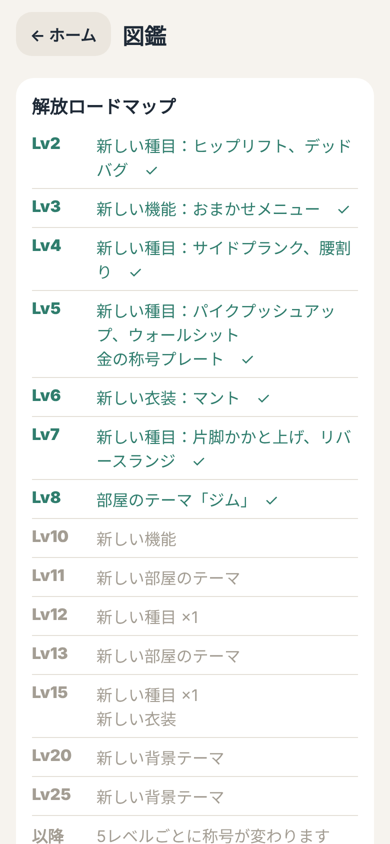 ← ホーム 図鑑
解放ロードマップ
Lv2 新しい種目：ヒップリフト、デッド
バグ ✓
Lv3 新しい機能：おまかせメニュー ✓
Lv4 新しい種目：サイドプランク、腰割
り ✓
Lv5 新しい種目：パイクプッシュアッ
プ、ウォールシット
金の称号プレート ✓
Lv6 新しい衣装：マント ✓
Lv7 新しい種目：片脚かかと上げ、リバ
ースランジ ✓
Lv8 部屋のテーマ「ジム」 ✓
Lv10 新しい機能
Lv11 新しい部屋のテーマ
Lv12 新しい種目 ×1
Lv13 新しい部屋のテーマ
Lv15 新しい種目 ×1
新しい衣装
Lv20 新しい背景テーマ
Lv25 新しい背景テーマ
以降 5レベルごとに称号が変わります